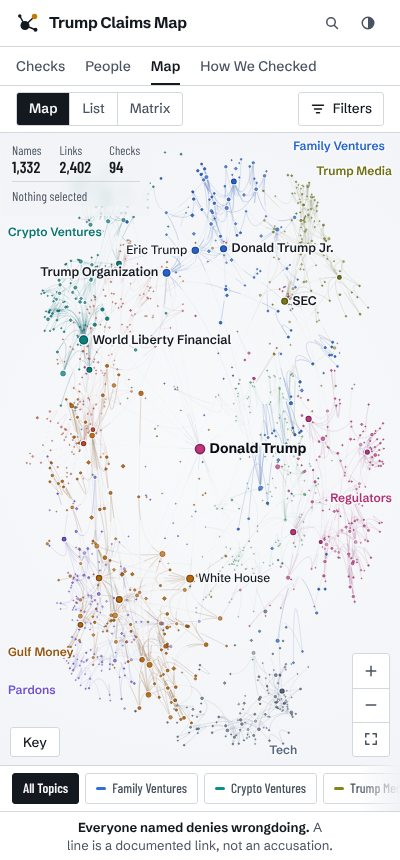 Trump Claims Map
Checks People Map How We Checked
Map List Matrix Filters
Names Links Checks
1,332 2,402 94
Nothing selected
Family Ventures
Trump Media
Crypto Ventures
Eric Trump
Donald Trump Jr.
Trump Organization
SEC
World Liberty Financial
Donald Trump
Regulators
White House
Gulf Money
Pardons
Tech
Key
All Topics Family Ventures Crypto Ventures Trump Me
Everyone named denies wrongdoing. A
line is a documented link, not an accusation.